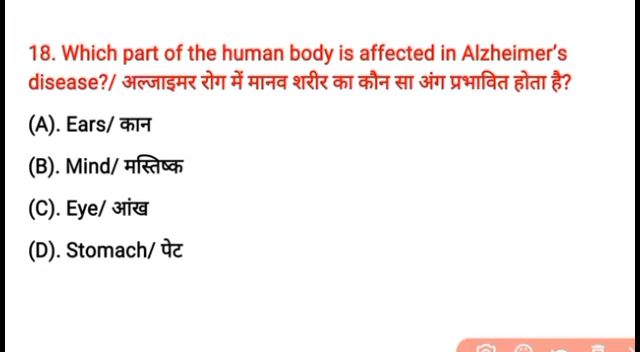 18. Which part of the human body is affected in Alzheimer's
disease?/ अल्जाइमर रोग में मानव शरीर का कौन सा अंग प्रभावित होता है?
(A). Ears/ कान
(B). Mind/ मस्तिष्क
(C). Eye/ आंख
(D). Stomach/ पेट